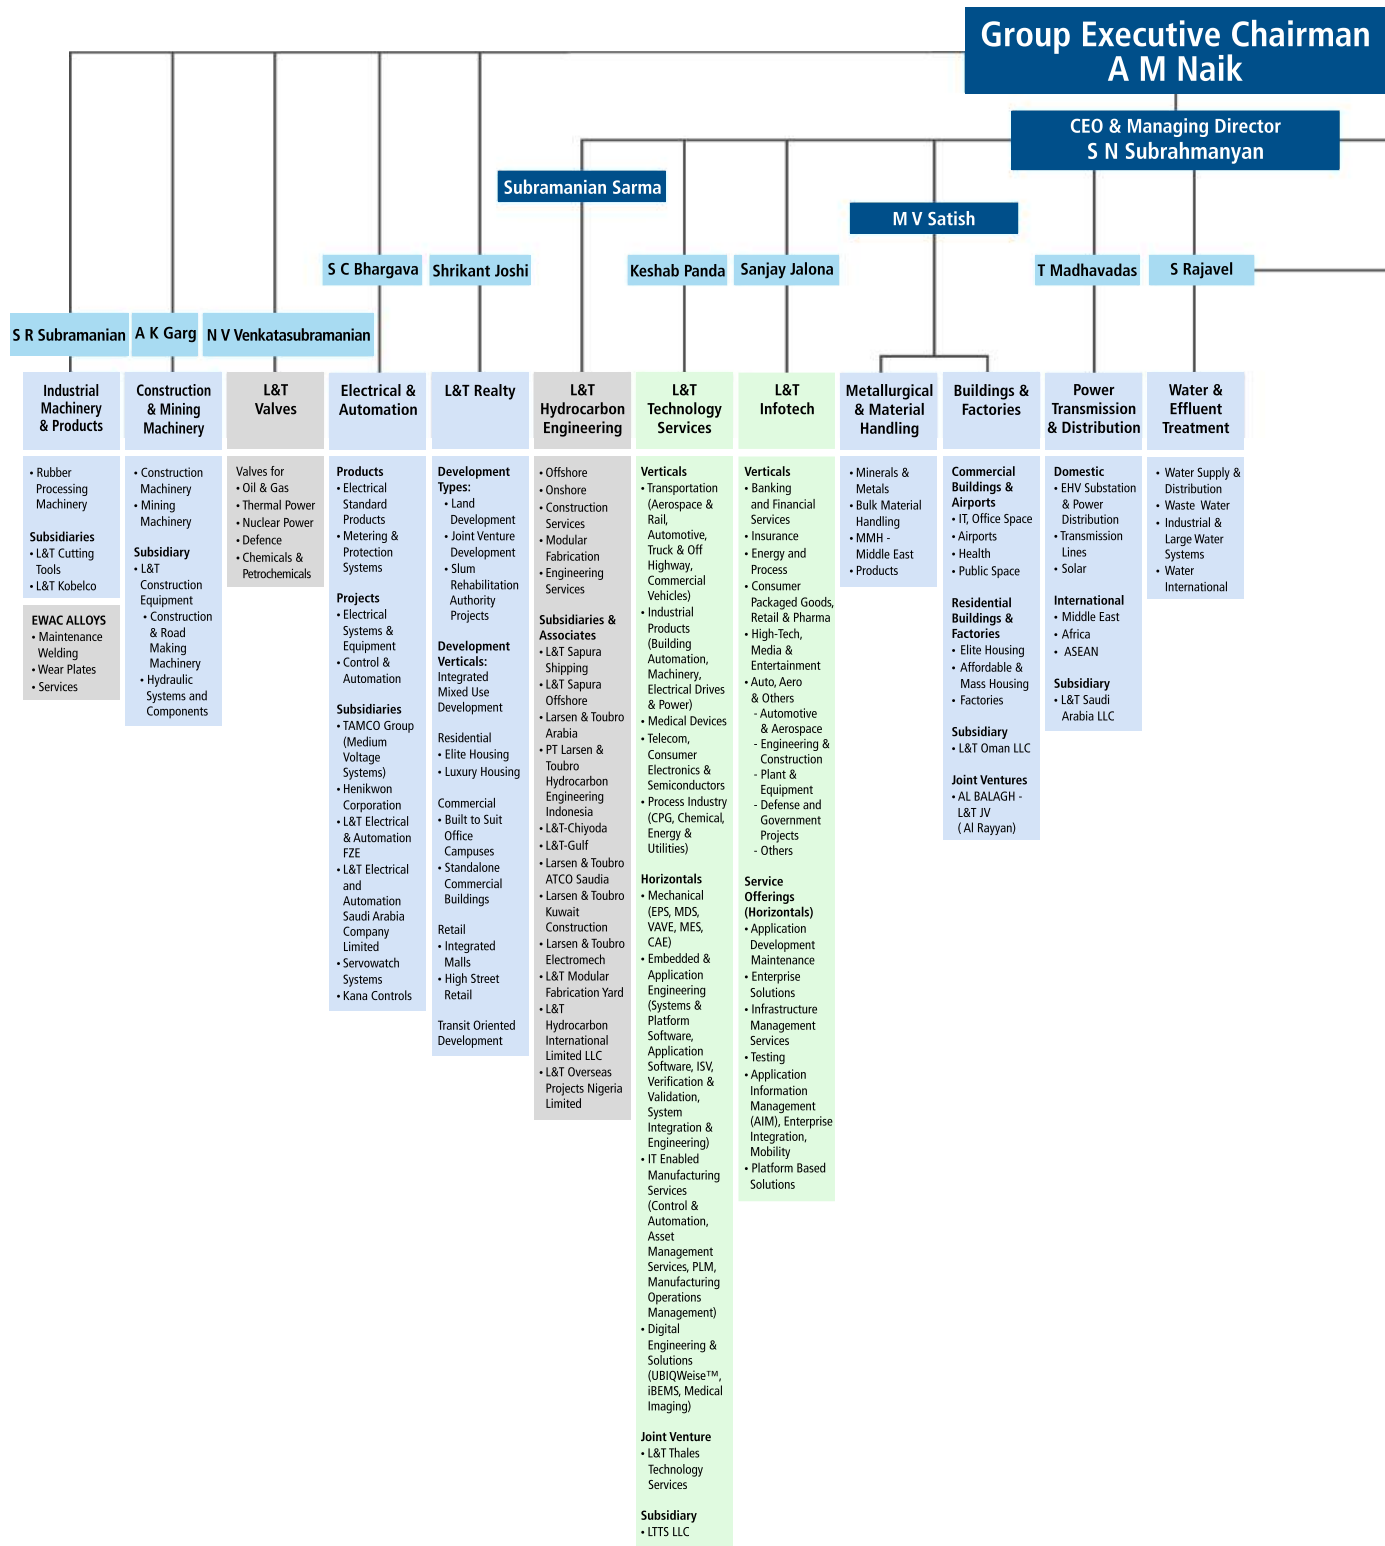 Group Executive Chairman
A M Naik
CEO & Managing Director
S N Subrahmanyan
Subramanian Sarma
M V Satish
S C Bhargava
Shrikant Joshi
Keshab Panda
Sanjay Jalona
T Madhavadas
S Rajavel
S R Subramanian
A K Garg
N V Venkatasubramanian
Industrial
Machinery
& Products
• Rubber
Processing
Machinery
Subsidiaries
• L&T Cutting
Tools
• L&T Kobelco
EWAC ALLOYS
• Maintenance
Welding
• Wear Plates
• Services
Construction
& Mining
Machinery
• Construction
Machinery
• Mining
Machinery
Subsidiary
• L&T
Construction
Equipment
• Construction
& Road
Making
Machinery
• Hydraulic
Systems and
Components
L&T
Valves
Valves for
• Oil & Gas
• Thermal Power
• Nuclear Power
• Defence
• Chemicals &
Petrochemicals
Electrical &
Automation
Products
• Electrical
Standard
Products
• Metering &
Protection
Systems
Projects
• Electrical
Systems &
Equipment
• Control &
Automation
Subsidiaries
• TAMCO Group
(Medium
Voltage
Systems)
• Henikwon
Corporation
• L&T Electrical
& Automation
FZE
• L&T Electrical
and
Automation
Saudi Arabia
Company
Limited
• Servowatch
Systems
• Kana Controls
L&T Realty
Development
Types:
• Land
Development
• Joint Venture
Development
• Slum
Rehabilitation
Authority
Projects
Development
Verticals:
Integrated
Mixed Use
Development
Residential
• Elite Housing
• Luxury Housing
Commercial
• Built to Suit
Office
Campuses
• Standalone
Commercial
Buildings
Retail
• Integrated
Malls
• High Street
Retail
Transit Oriented
Development
L&T
Hydrocarbon
Engineering
• Offshore
• Onshore
• Construction
Services
• Modular
Fabrication
• Engineering
Services
Subsidiaries &
Associates
• L&T Sapura
Shipping
• L&T Sapura
Offshore
• Larsen & Toubro
Arabia
• PT Larsen &
Toubro
Hydrocarbon
Engineering
Indonesia
• L&T-Chiyoda
• L&T-Gulf
• Larsen & Toubro
ATCO Saudia
• Larsen & Toubro
Kuwait
Construction
• Larsen & Toubro
Electromech
• L&T Modular
Fabrication Yard
• L&T
Hydrocarbon
International
Limited LLC
• L&T Overseas
Projects Nigeria
Limited
L&T
Technology
Services
Verticals
• Transportation
(Aerospace &
Rail,
Automotive,
Truck & Off
Highway,
Commercial
Vehicles)
• Industrial
Products
(Building
Automation,
Machinery,
Electrical Drives
& Power)
• Medical Devices
• Telecom,
Consumer
Electronics &
Semiconductors
• Process Industry
(CPG, Chemical,
Energy &
Utilities)
Horizontals
• Mechanical
(EPS, MDS,
VAVE, MES,
CAE)
• Embedded &
Application
Engineering
(Systems &
Platform
Software,
Application
Software, ISV,
Verification &
Validation,
System
Integration &
Engineering)
• IT Enabled
Manufacturing
Services
(Control &
Automation,
Asset
Management
Services, PLM,
Manufacturing
Operations
Management)
• Digital
Engineering &
Solutions
(UBIQWeise™,
iBEMS, Medical
Imaging)
Joint Venture
• L&T Thales
Technology
Services
Subsidiary
• LTTS LLC
L&T
Infotech
Verticals
• Banking
and Financial
Services
• Insurance
• Energy and
Process
• Consumer
Packaged Goods,
Retail & Pharma
• High-Tech,
Media &
Entertainment
• Auto, Aero
& Others
- Automotive
& Aerospace
- Engineering &
Construction
- Plant &
Equipment
- Defense and
Government
Projects
- Others
Service
Offerings
(Horizontals)
• Application
Development
Maintenance
• Enterprise
Solutions
• Infrastructure
Management
Services
• Testing
• Application
Information
Management
(AIM), Enterprise
Integration,
Mobility
• Platform Based
Solutions
Metallurgical
& Material
Handling
• Minerals &
Metals
• Bulk Material
Handling
• MMH -
Middle East
• Products
Buildings &
Factories
Commercial
Buildings &
Airports
• IT, Office Space
• Airports
• Health
• Public Space
Residential
Buildings &
Factories
• Elite Housing
• Affordable &
Mass Housing
• Factories
Subsidiary
• L&T Oman LLC
Joint Ventures
• AL BALAGH -
L&T JV
( Al Rayyan)
Power
Transmission
& Distribution
Domestic
• EHV Substation
& Power
Distribution
• Transmission
Lines
• Solar
International
• Middle East
• Africa
• ASEAN
Subsidiary
• L&T Saudi
Arabia LLC
Water &
Effluent
Treatment
• Water Supply &
Distribution
• Waste Water
• Industrial &
Large Water
Systems
• Water
International